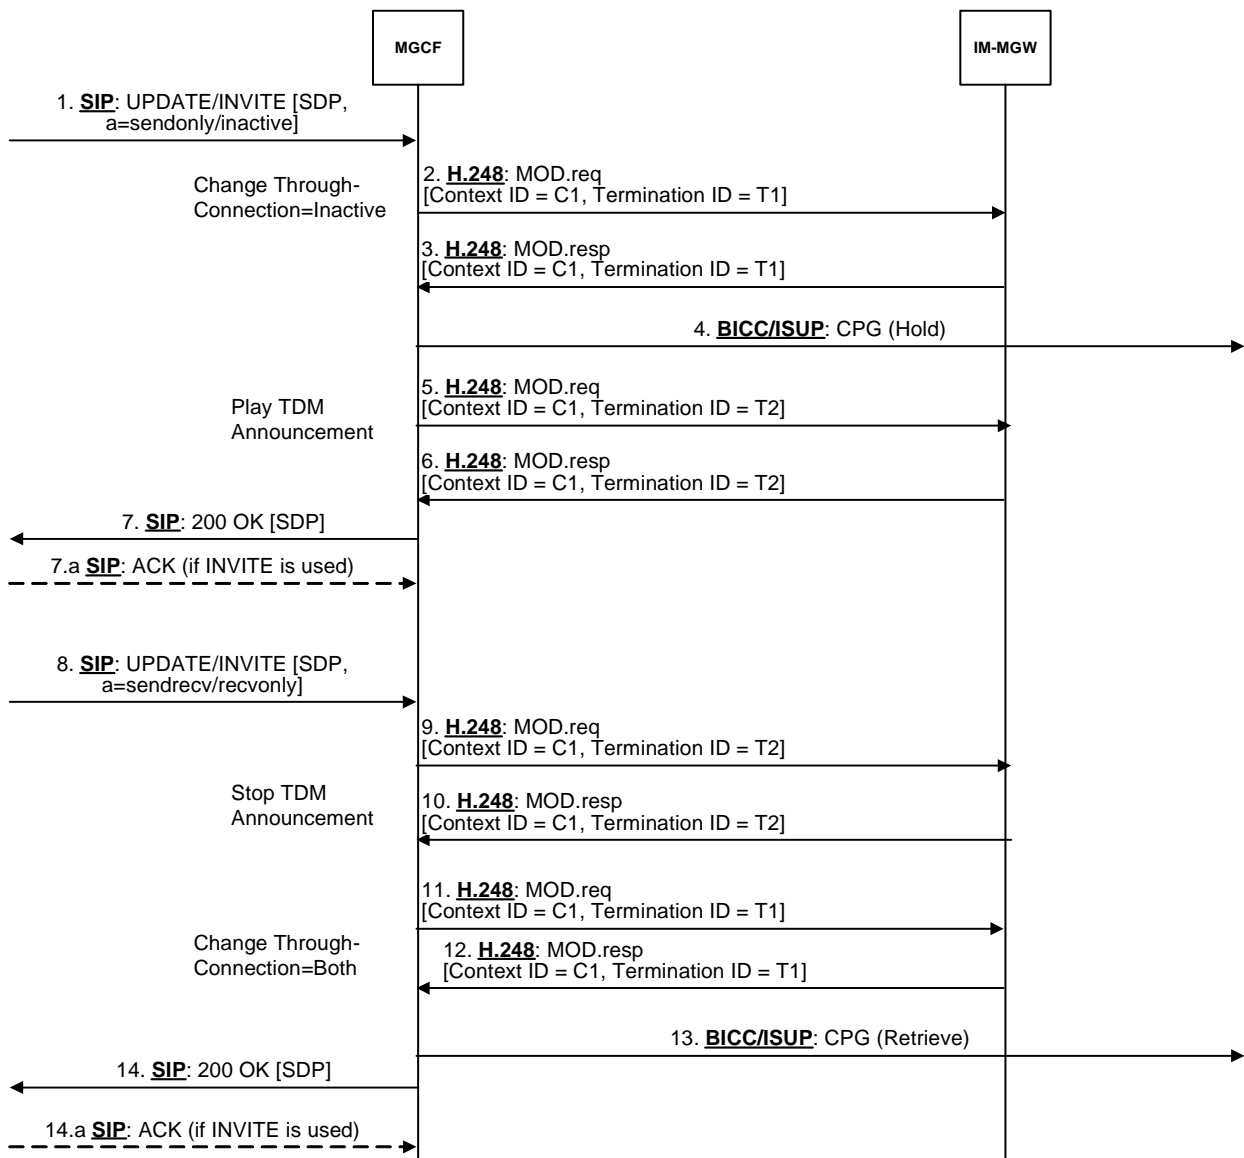 MGCF
IM-MGW
1. SIP: UPDATE/INVITE [SDP,
a=sendonly/inactive]
Change Through-
Connection=Inactive
2. H.248: MOD.req
[Context ID = C1, Termination ID = T1]
3. H.248: MOD.resp
[Context ID = C1, Termination ID = T1]
4. BICC/ISUP: CPG (Hold)
Play TDM
Announcement
5. H.248: MOD.req
[Context ID = C1, Termination ID = T2]
6. H.248: MOD.resp
[Context ID = C1, Termination ID = T2]
7. SIP: 200 OK [SDP]
7.a SIP: ACK (if INVITE is used)
8. SIP: UPDATE/INVITE [SDP,
a=sendrecv/recvonly]
9. H.248: MOD.req
[Context ID = C1, Termination ID = T2]
Stop TDM
Announcement
10. H.248: MOD.resp
[Context ID = C1, Termination ID = T2]
11. H.248: MOD.req
[Context ID = C1, Termination ID = T1]
Change Through-
Connection=Both
12. H.248: MOD.resp
[Context ID = C1, Termination ID = T1]
13. BICC/ISUP: CPG (Retrieve)
14. SIP: 200 OK [SDP]
14.a SIP: ACK (if INVITE is used)